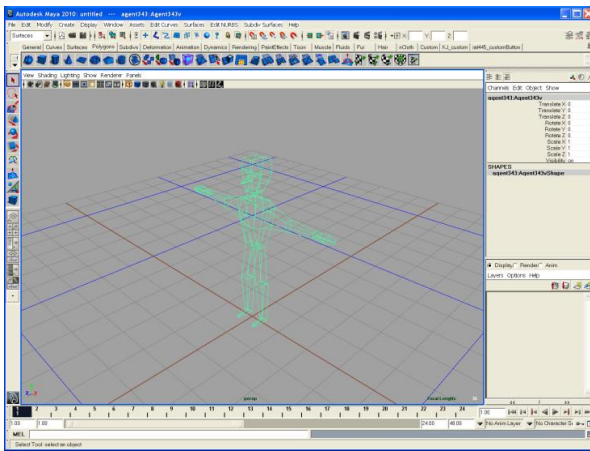 Autodesk Maya 2010: untitled --- agent343:Agent343v
File Edit Modify Create Display Window Assets Edit Curves Surfaces Edit NURBS Subdiv Surfaces Help
Surfaces X: Y: Z:
General Curves Surfaces Polygons Subdivs Deformation Animation Dynamics Rendering PaintEffects Toon Muscle Fluids Fur Hair nCloth Custom KJ_custom
View Shading Lighting Show Renderer Panels
Channels Edit Object Show
agent343:Agent343v
Translate X 0
Translate Y 0
Translate Z 0
Rotate X 0
Rotate Y 0
Rotate Z 0
Scale X 1
Scale Y 1
Scale Z 1
Visibility on
SHAPES
agent343:Agent343vShape
Display Render Anim
Layers Options Help
persp
Focal Length:
1 2 3 4 5 6 7 8 9 10 11 12 13 14 15 16 17 18 19 20 21 22 23 24
1.00
1.00 1.00 24.00 48.00 No Anim Layer No Character S
MEL
Select Tool: select an object